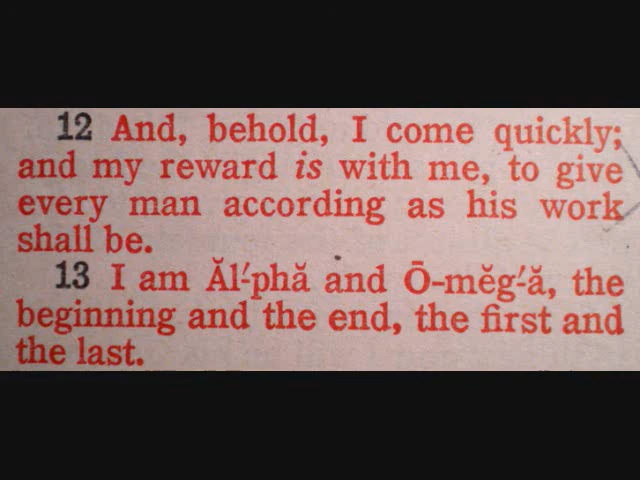 12 And, behold, I come quickly;
and my reward is with me, to give
every man according as his work
shall be.
13 I am Ăl´phă and Ō-mĕg´ă, the
beginning and the end, the first and
the last.